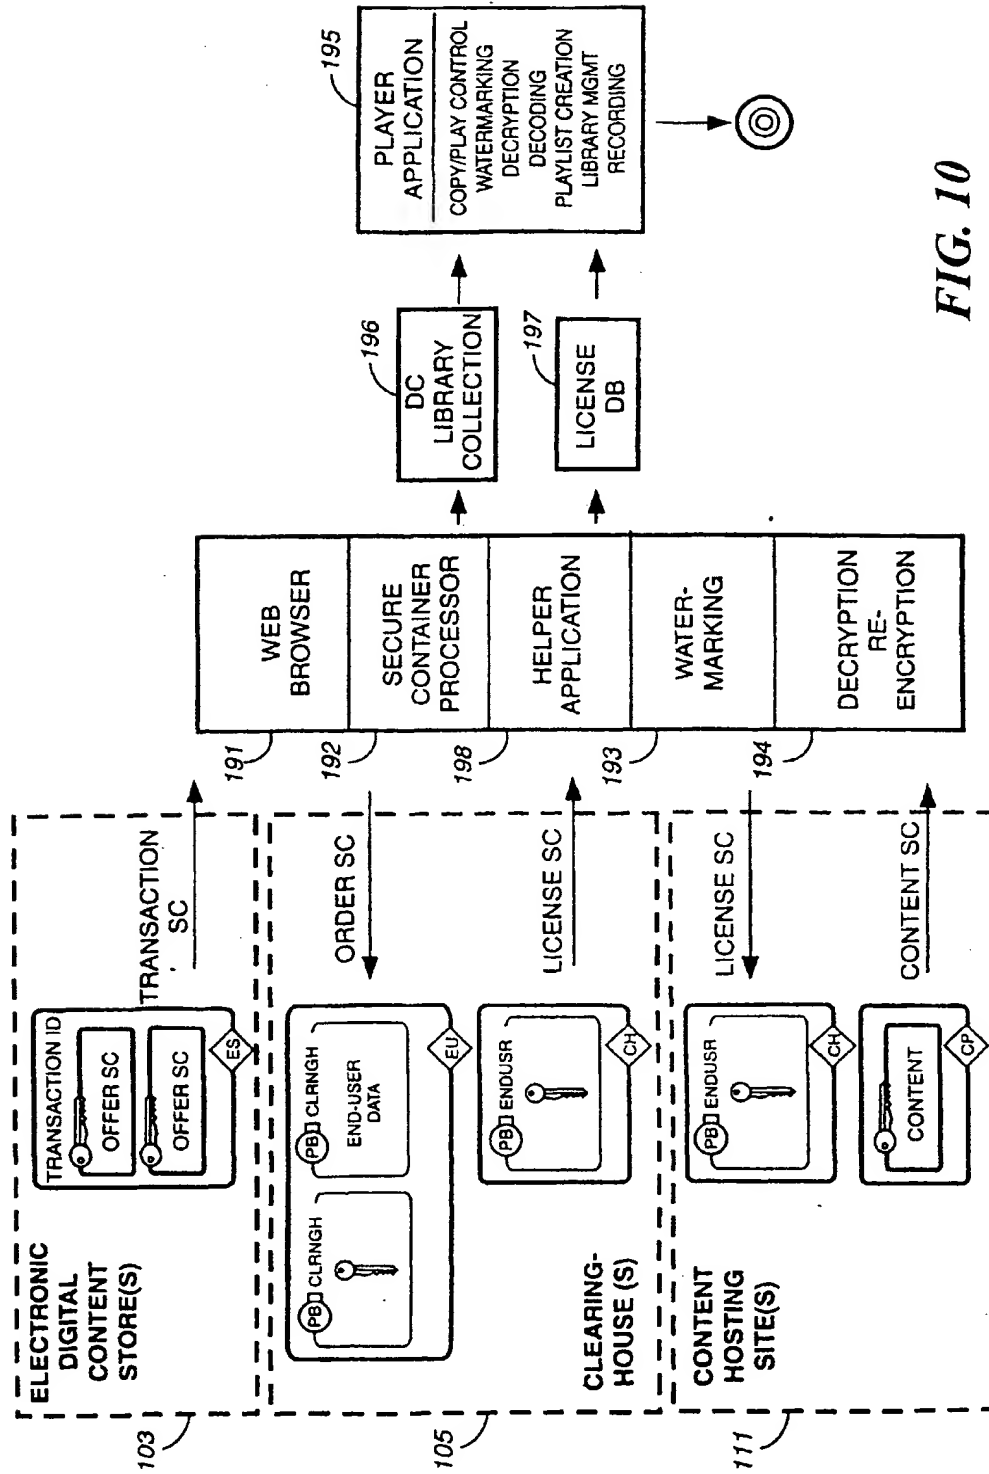 ELECTRONIC
DIGITAL
CONTENT
STORE(S)
103
TRANSACTION ID
OFFER SC
OFFER SC
ES
TRANSACTION
SC
CLEARING-
HOUSE (S)
105
PB CLRNGH
PB CLRNGH
END-USER
DATA
EU
ORDER SC
PB ENDUSR
CH
LICENSE SC
CONTENT
HOSTING
SITE(S)
111
PB ENDUSR
CH
LICENSE SC
CONTENT
CP
CONTENT SC
191
WEB
BROWSER
192
SECURE
CONTAINER
PROCESSOR
198
HELPER
APPLICATION
193
WATER-
MARKING
194
DECRYPTION
RE-
ENCRYPTION
196
DC
LIBRARY
COLLECTION
197
LICENSE
DB
195
PLAYER
APPLICATION
COPY/PLAY CONTROL
WATERMARKING
DECRYPTION
DECODING
PLAYLIST CREATION
LIBRARY MGMT
RECORDING
FIG. 10